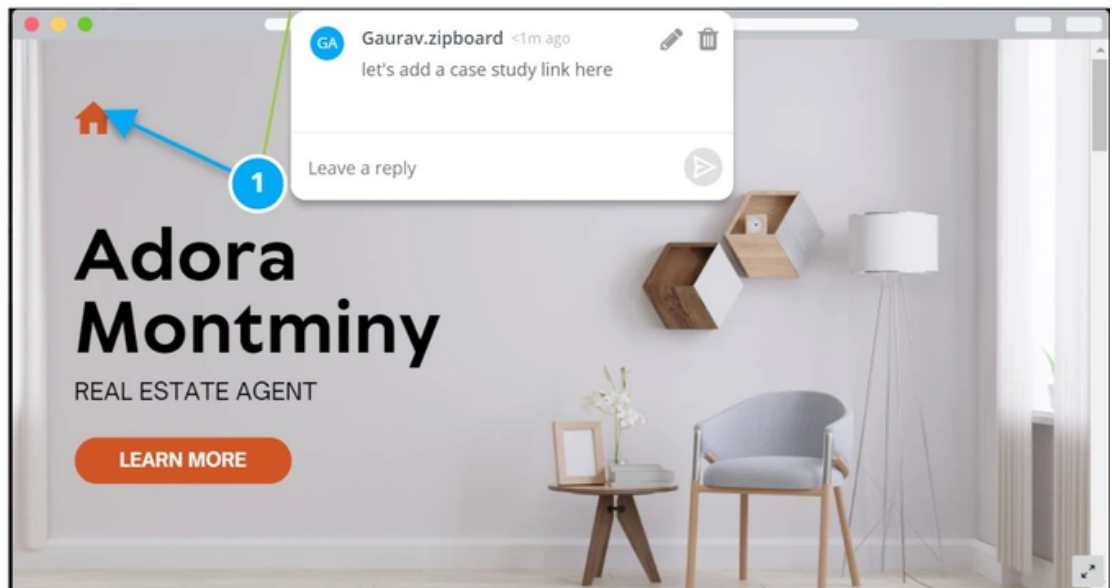 GA
Gaurav.zipboard <1m ago
let's add a case study link here
Leave a reply
1
Adora
Montminy
REAL ESTATE AGENT
LEARN MORE